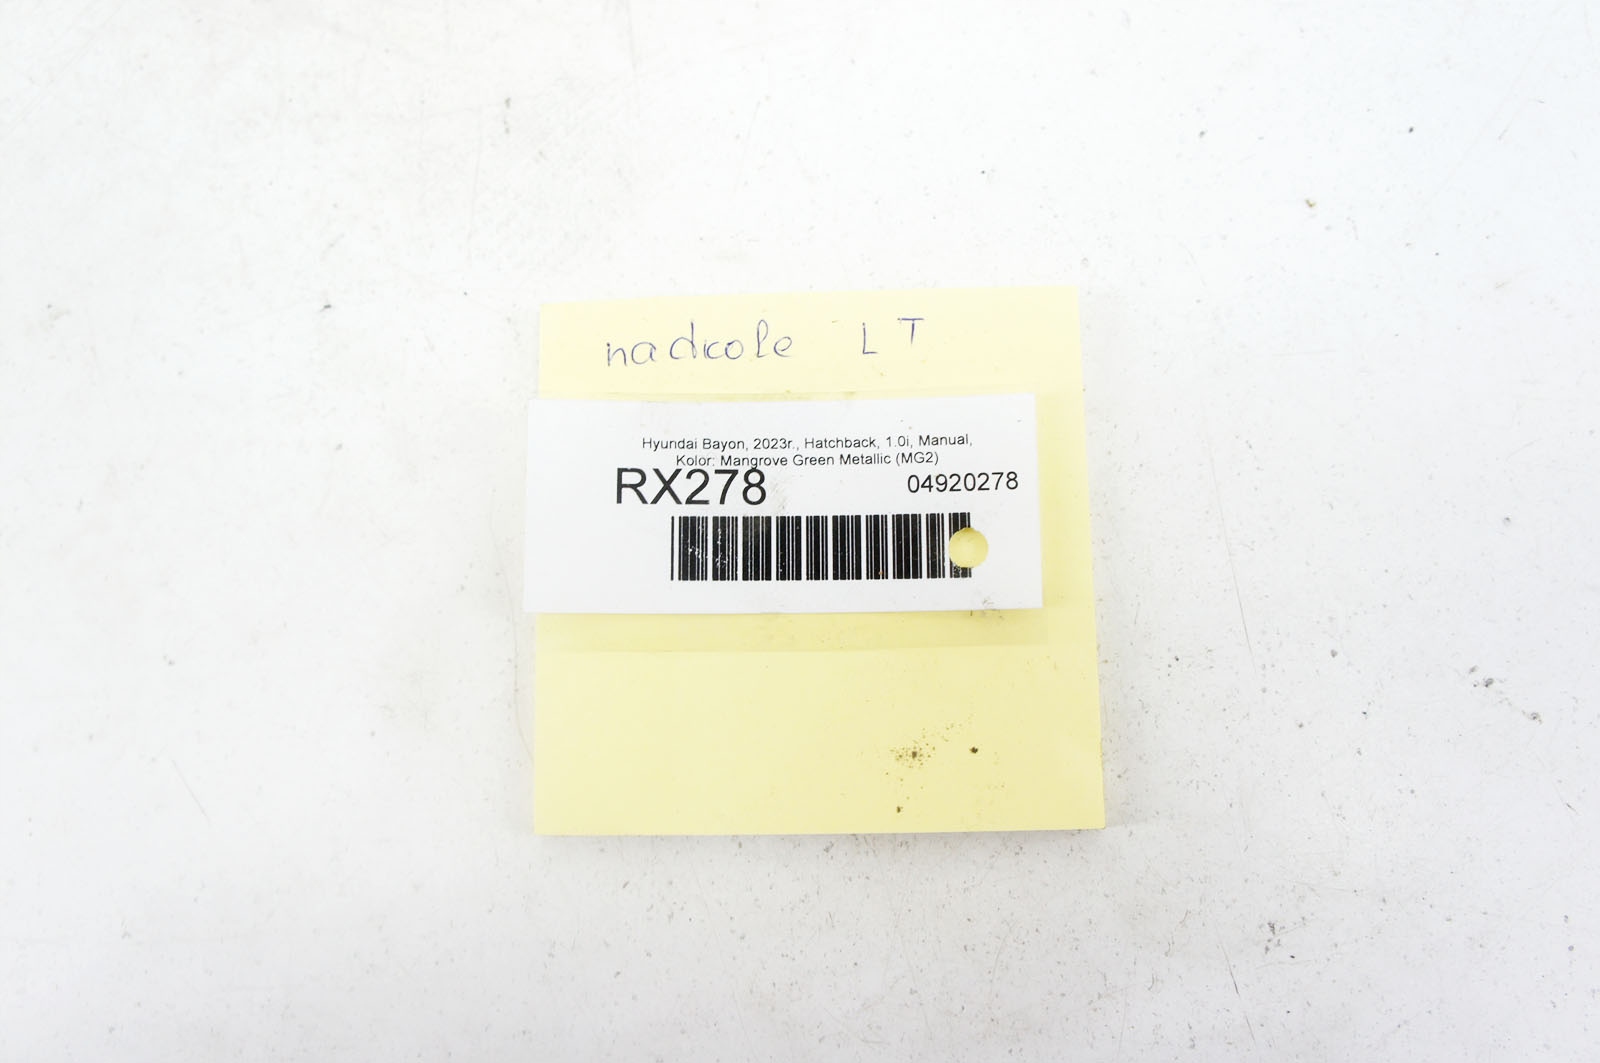 nadkole LT
Hyundai Bayon, 2023r., Hatchback, 1.0i, Manual,
Kolor: Mangrove Green Metallic (MG2)
RX278 04920278